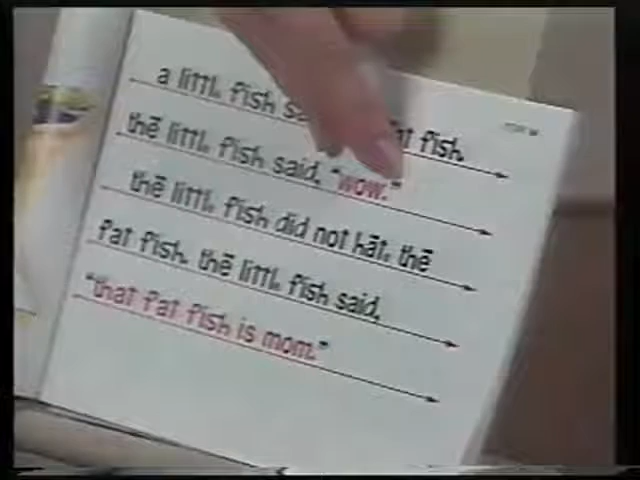 a littl fish sa fat fish.
thē littl fish said, "wow."
thē littl fish did not hāt thē
fat fish. thē littl fish said,
"that fat fish is mom."